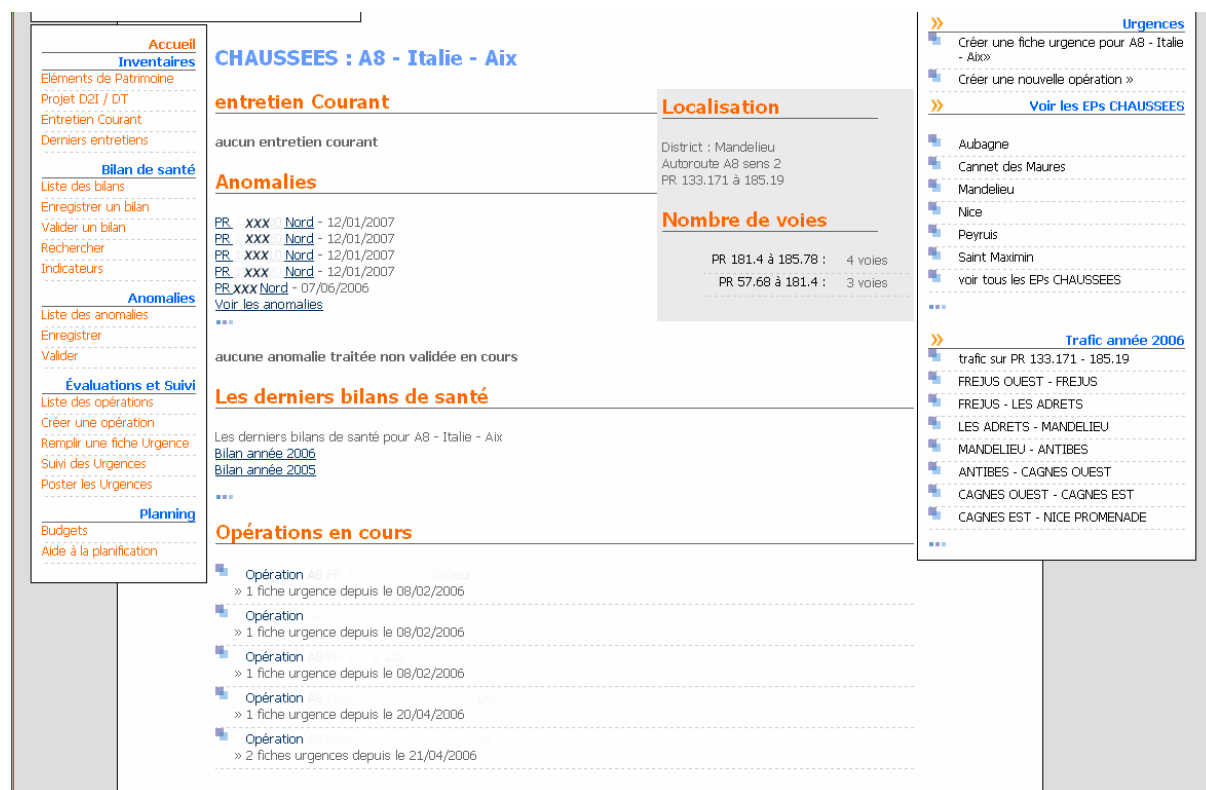 Accueil
Inventaires
Eléments de Patrimoine
Projet D2I / DT
Entretien Courant
Derniers entretiens
Bilan de santé
Liste des bilans
Enregistrer un bilan
Valider un bilan
Rechercher
Indicateurs
Anomalies
Liste des anomalies
Enregistrer
Valider
Évaluations et Suivi
Liste des opérations
Créer une opération
Remplir une fiche Urgence
Suivi des Urgences
Poster les Urgences
Planning
Budgets
Aide à la planification
CHAUSSEES : A8 - Italie - Aix
entretien Courant
aucun entretien courant
Anomalies
PR xxx Nord - 12/01/2007
PR xxx Nord - 12/01/2007
PR xxx Nord - 12/01/2007
PR xxx Nord - 12/01/2007
PR xxx Nord - 07/06/2006
Voir les anomalies
aucune anomalie traitée non validée en cours
Les derniers bilans de santé
Les derniers bilans de santé pour A8 - Italie - Aix
Bilan année 2006
Bilan année 2005
Opérations en cours
Opération
» 1 fiche urgence depuis le 08/02/2006
Opération
» 1 fiche urgence depuis le 08/02/2006
Opération
» 1 fiche urgence depuis le 08/02/2006
Opération
» 1 fiche urgence depuis le 20/04/2006
Opération
» 2 fiches urgences depuis le 21/04/2006
Localisation
District : Mandelieu
Autoroute A8 sens 2
PR 133.171 à 185.19
Nombre de voies
PR 181.4 à 185.78 : 4 voies
PR 57.68 à 181.4 : 3 voies
» Urgences
Créer une fiche urgence pour A8 - Italie
- Aix»
Créer une nouvelle opération »
» Voir les EPs CHAUSSEES
Aubagne
Cannet des Maures
Mandelieu
Nice
Peyruis
Saint Maximin
voir tous les EPs CHAUSSEES
» Trafic année 2006
trafic sur PR 133.171 - 185.19
FREJUS OUEST - FREJUS
FREJUS - LES ADRETS
LES ADRETS - MANDELIEU
MANDELIEU - ANTIBES
ANTIBES - CAGNES OUEST
CAGNES OUEST - CAGNES EST
CAGNES EST - NICE PROMENADE